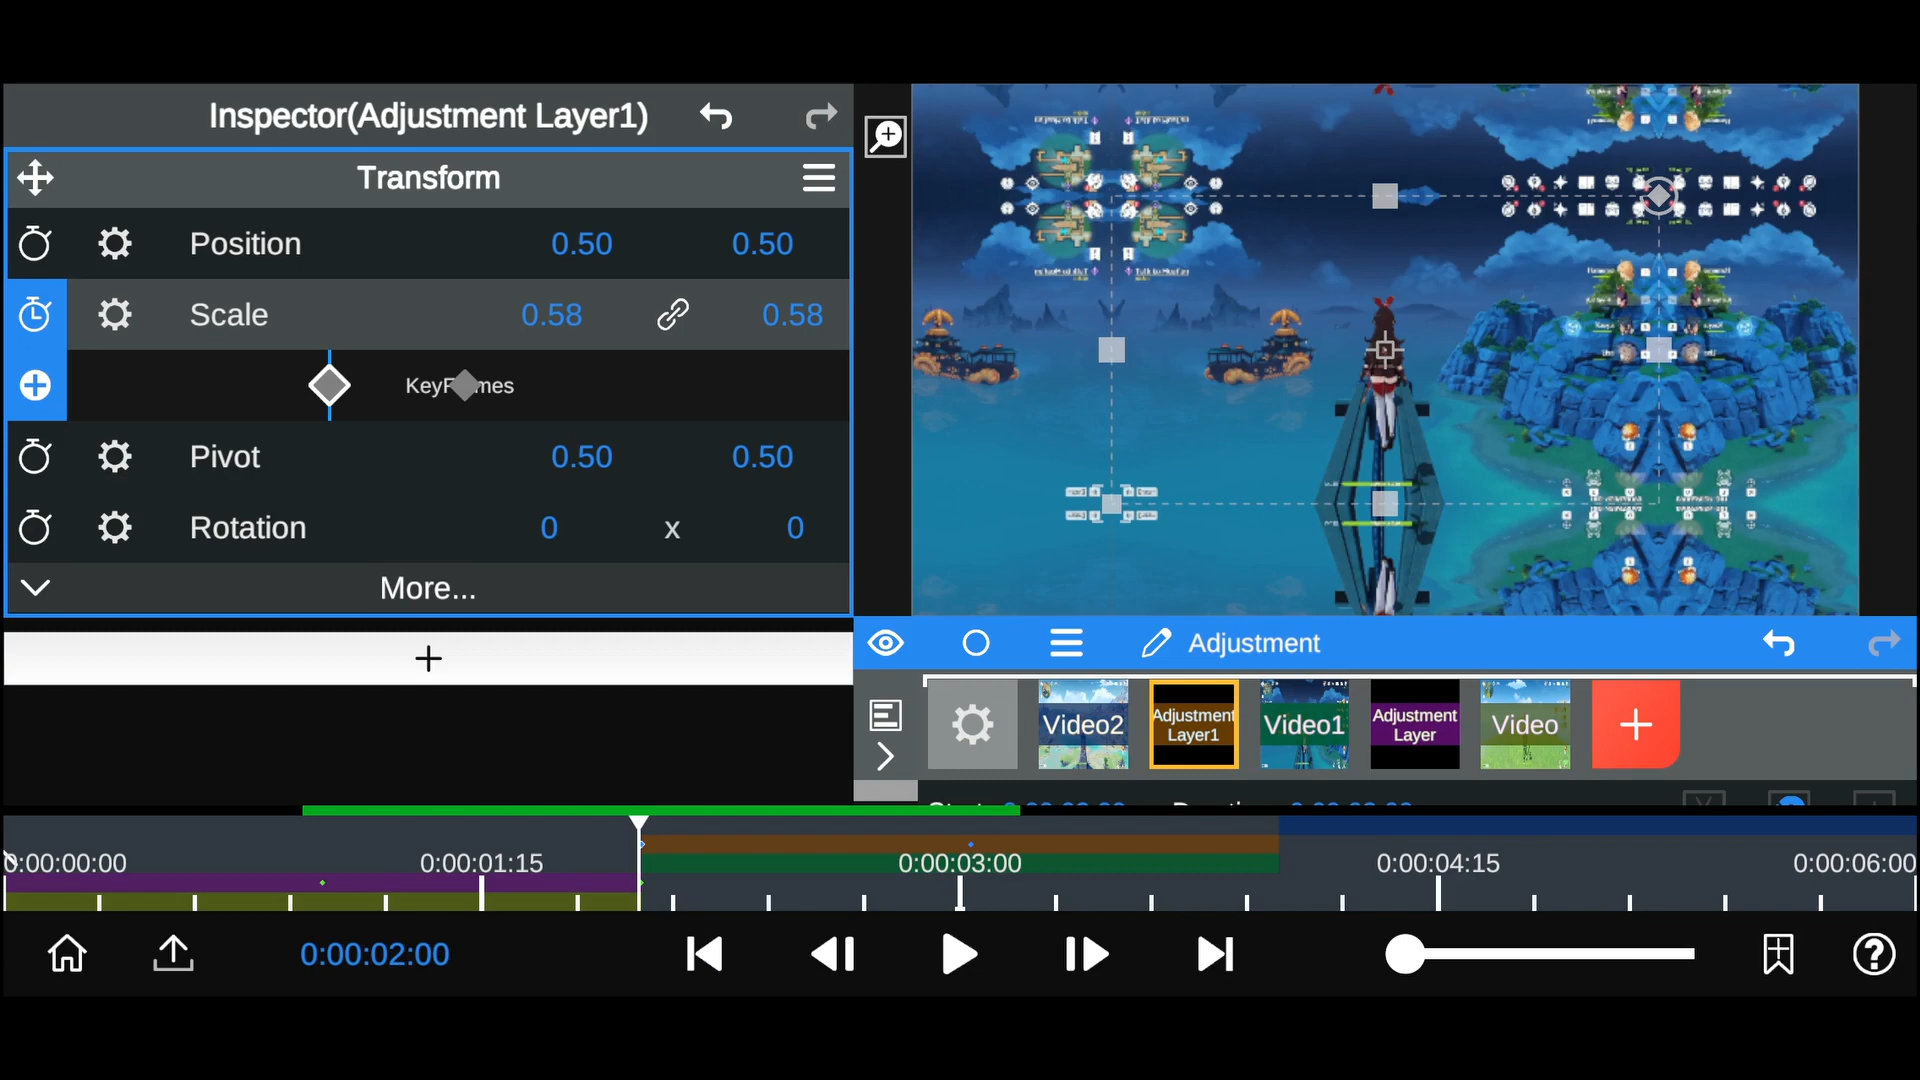 Inspector(Adjustment Layer1)
Transform
Position 0.50 0.50
Scale 0.58 0.58
KeyFrames
Pivot 0.50 0.50
Rotation 0 x 0
More...
Adjustment
Video2
Adjustment
Layer1
Video1
Adjustment
Layer
Video
0:00:00:00 0:00:01:15 0:00:03:00 0:00:04:15 0:00:06:00
0:00:02:00